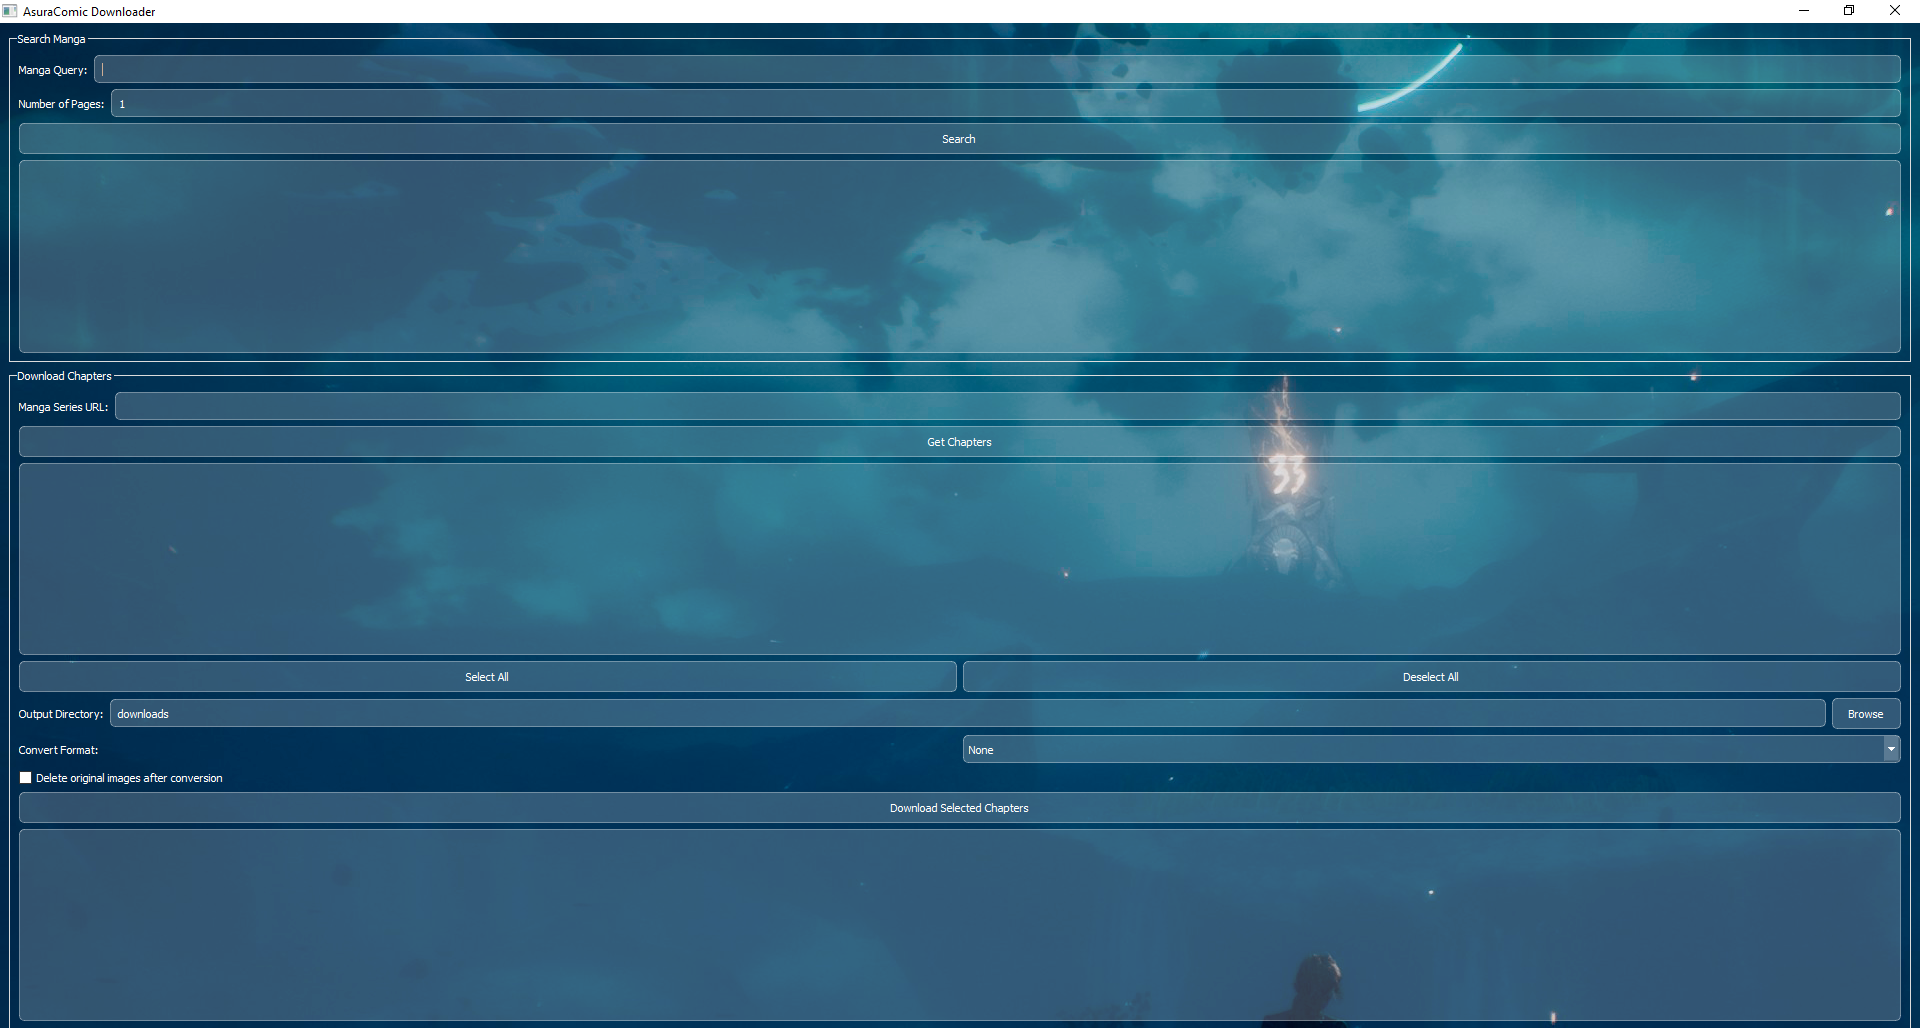 AsuraComic Downloader
Search Manga
Manga Query:
Number of Pages: 1
Search
Download Chapters
Manga Series URL:
Get Chapters
33
Select All Deselect All
Output Directory: downloads Browse
Convert Format: None
Delete original images after conversion
Download Selected Chapters